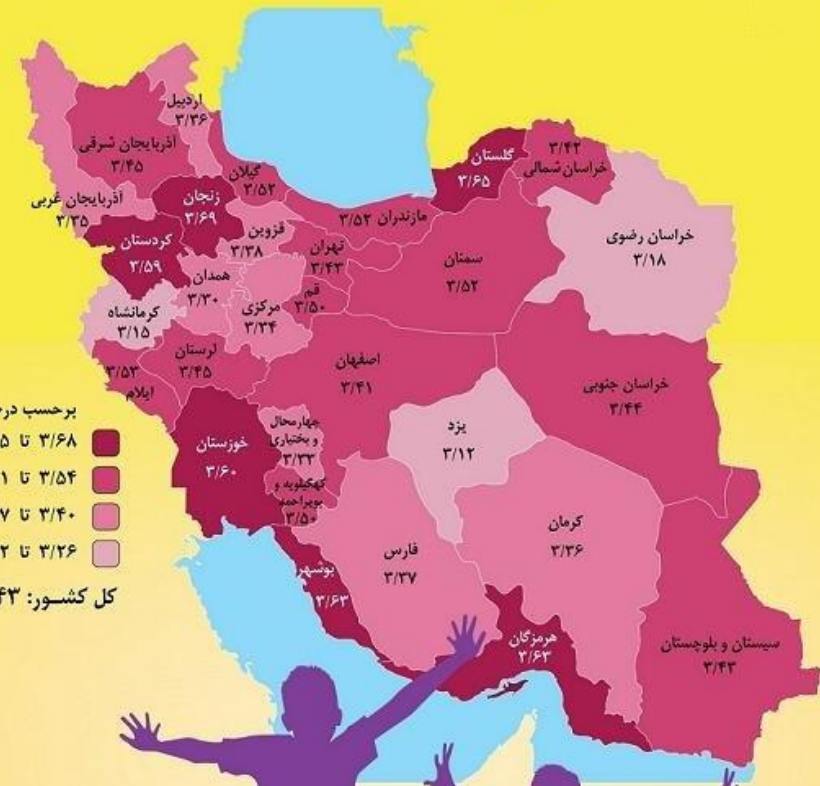 اردبیل
۳/۳۶
آذربایجان شرقی
۳/۴۵
آذربایجان غربی
۳/۳۵
گیلان
۳/۵۲
زنجان
۳/۶۹
کردستان
۳/۵۹
قزوین
۳/۳۸
همدان
۳/۳۰
کرمانشاه
۳/۱۵
مرکزی
۳/۳۴
تهران
۳/۴۳
قم
۳/۵۰
مازندران ۳/۵۲
گلستان
۳/۶۵
۳/۴۲
خراسان شمالی
خراسان رضوی
۳/۱۸
سمنان
۳/۵۲
لرستان
۳/۴۵
۳/۵۳
ایلام
اصفهان
۳/۴۱
خراسان جنوبی
۳/۴۴
یزد
۳/۱۲
خوزستان
۳/۶۰
چهارمحال
و بختیاری
۳/۳۳
کهکیلویه و
بویراحمد
۳/۵۰
کرمان
۳/۳۶
فارس
۳/۳۷
بوشهر
۳/۶۳
هرمزگان
۳/۶۳
سیستان و بلوچستان
۳/۴۳
برحسب
۳/۶۸ تا
۳/۵۴ تا
۳/۴۰ تا
۳/۲۶ تا
کل کشـور: